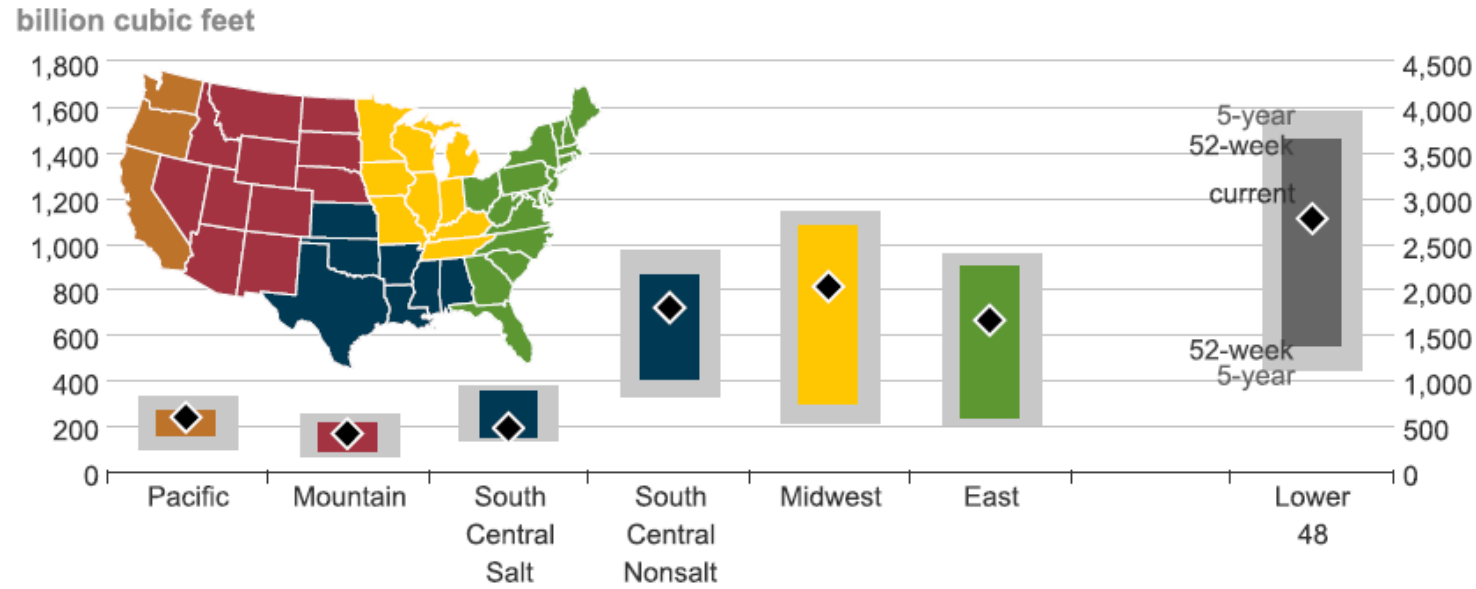 billion cubic feet
1,800
1,600
1,400
1,200
1,000
800
600
400
200
0
4,500
4,000
3,500
3,000
2,500
2,000
1,500
1,000
500
0
5-year
52-week
current
52-week
5-year
Pacific
Mountain
South
Central
Salt
South
Central
Nonsalt
Midwest
East
Lower
48